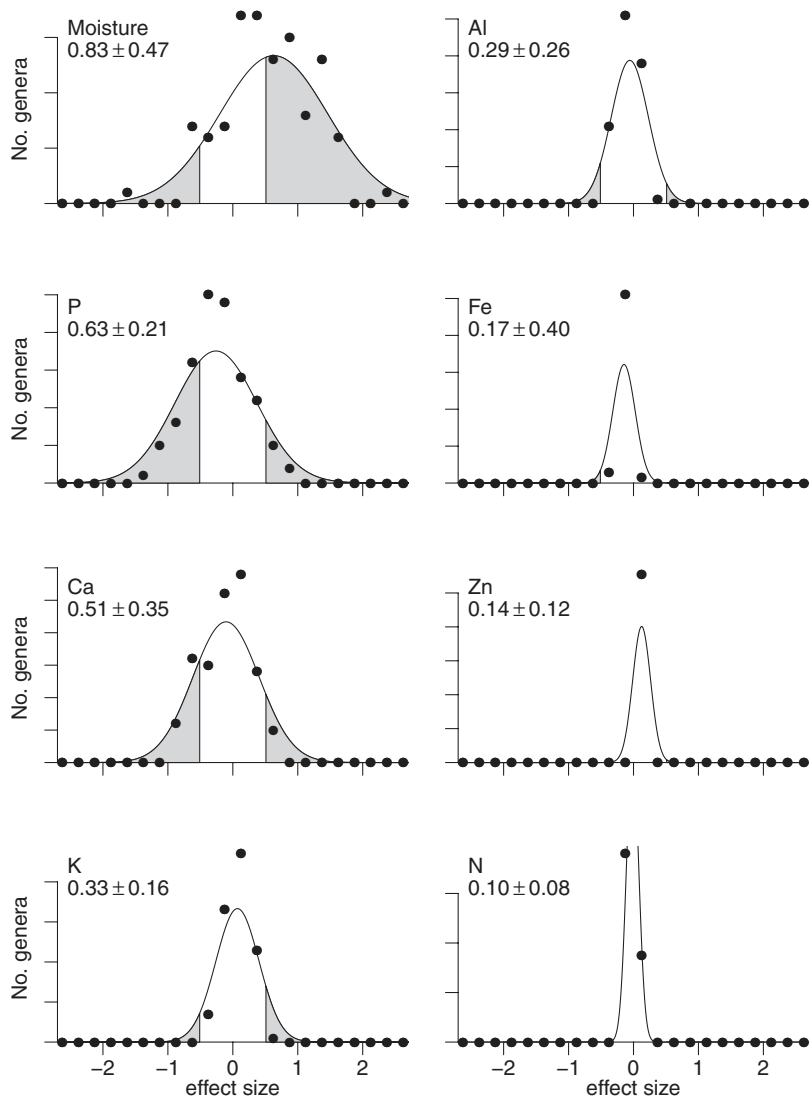 Moisture
0.83±0.47
No. genera
Al
0.29±0.26
P
0.63±0.21
No. genera
Fe
0.17±0.40
Ca
0.51±0.35
No. genera
Zn
0.14±0.12
K
0.33±0.16
No. genera
N
0.10±0.08
−2 −1 0 1 2
effect size
−2 −1 0 1 2
effect size